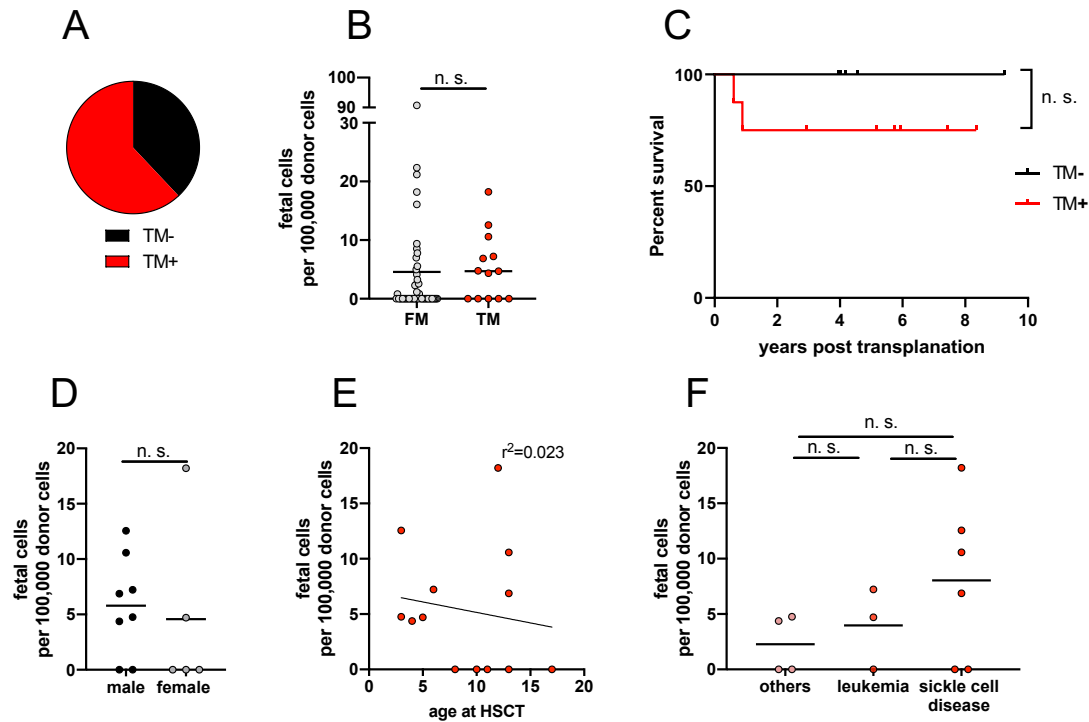 A
TM-
TM+
B
fetal cells
per 100,000 donor cells
100
90
30
20
10
0
n. s.
FM
TM
C
Percent survival
100
50
0
0
2
4
6
8
10
years post transplanation
n. s.
TM-
TM+
D
fetal cells
per 100,000 donor cells
20
15
10
5
0
n. s.
male
female
E
fetal cells
per 100,000 donor cells
20
15
10
5
0
r²=0.023
0
5
10
15
20
age at HSCT
F
fetal cells
per 100,000 donor cells
20
15
10
5
0
n. s.
n. s.
n. s.
others
leukemia
sickle cell
disease